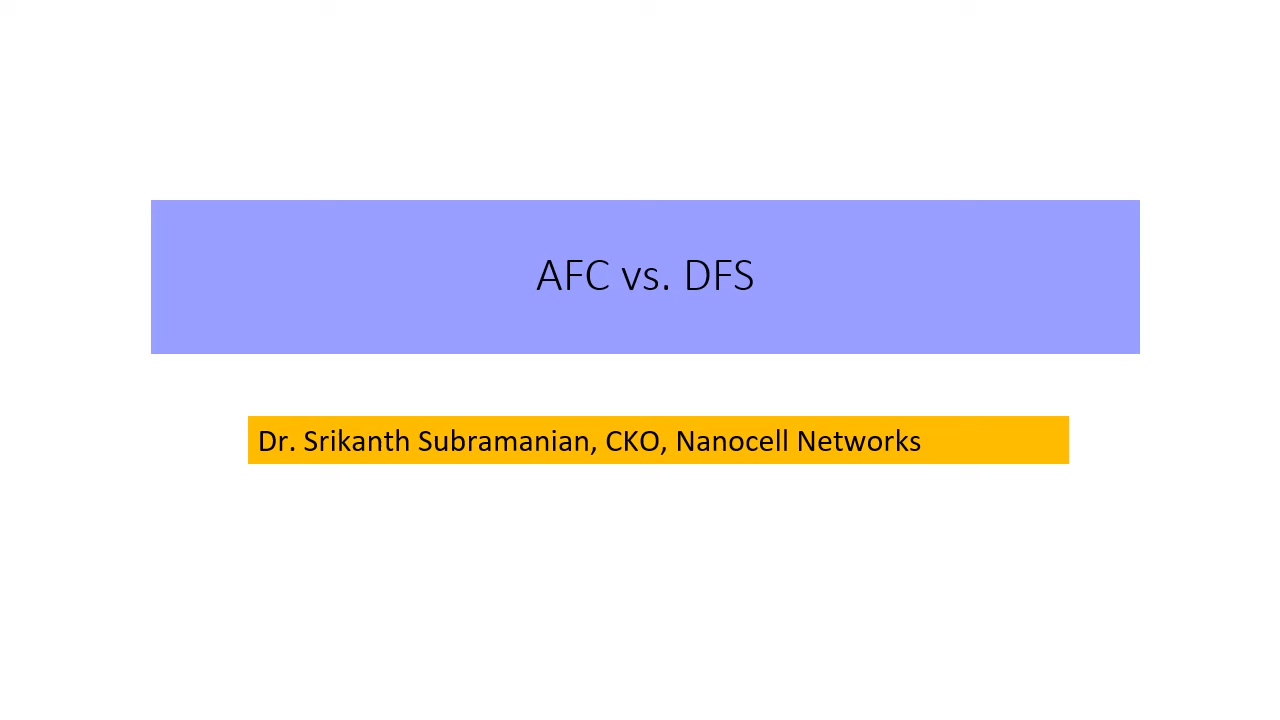 AFC vs. DFS
Dr. Srikanth Subramanian, CKO, Nanocell Networks